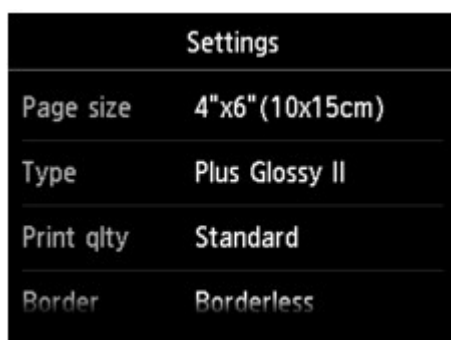 Settings
Page size 4"x6"(10x15cm)
Type Plus Glossy II
Print qlty Standard
Border Borderless